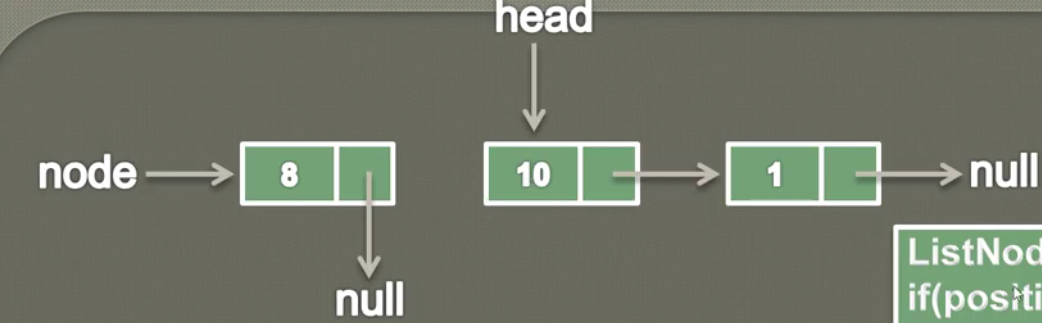 head
node
8
10
1
null
null
ListNod
if(positi